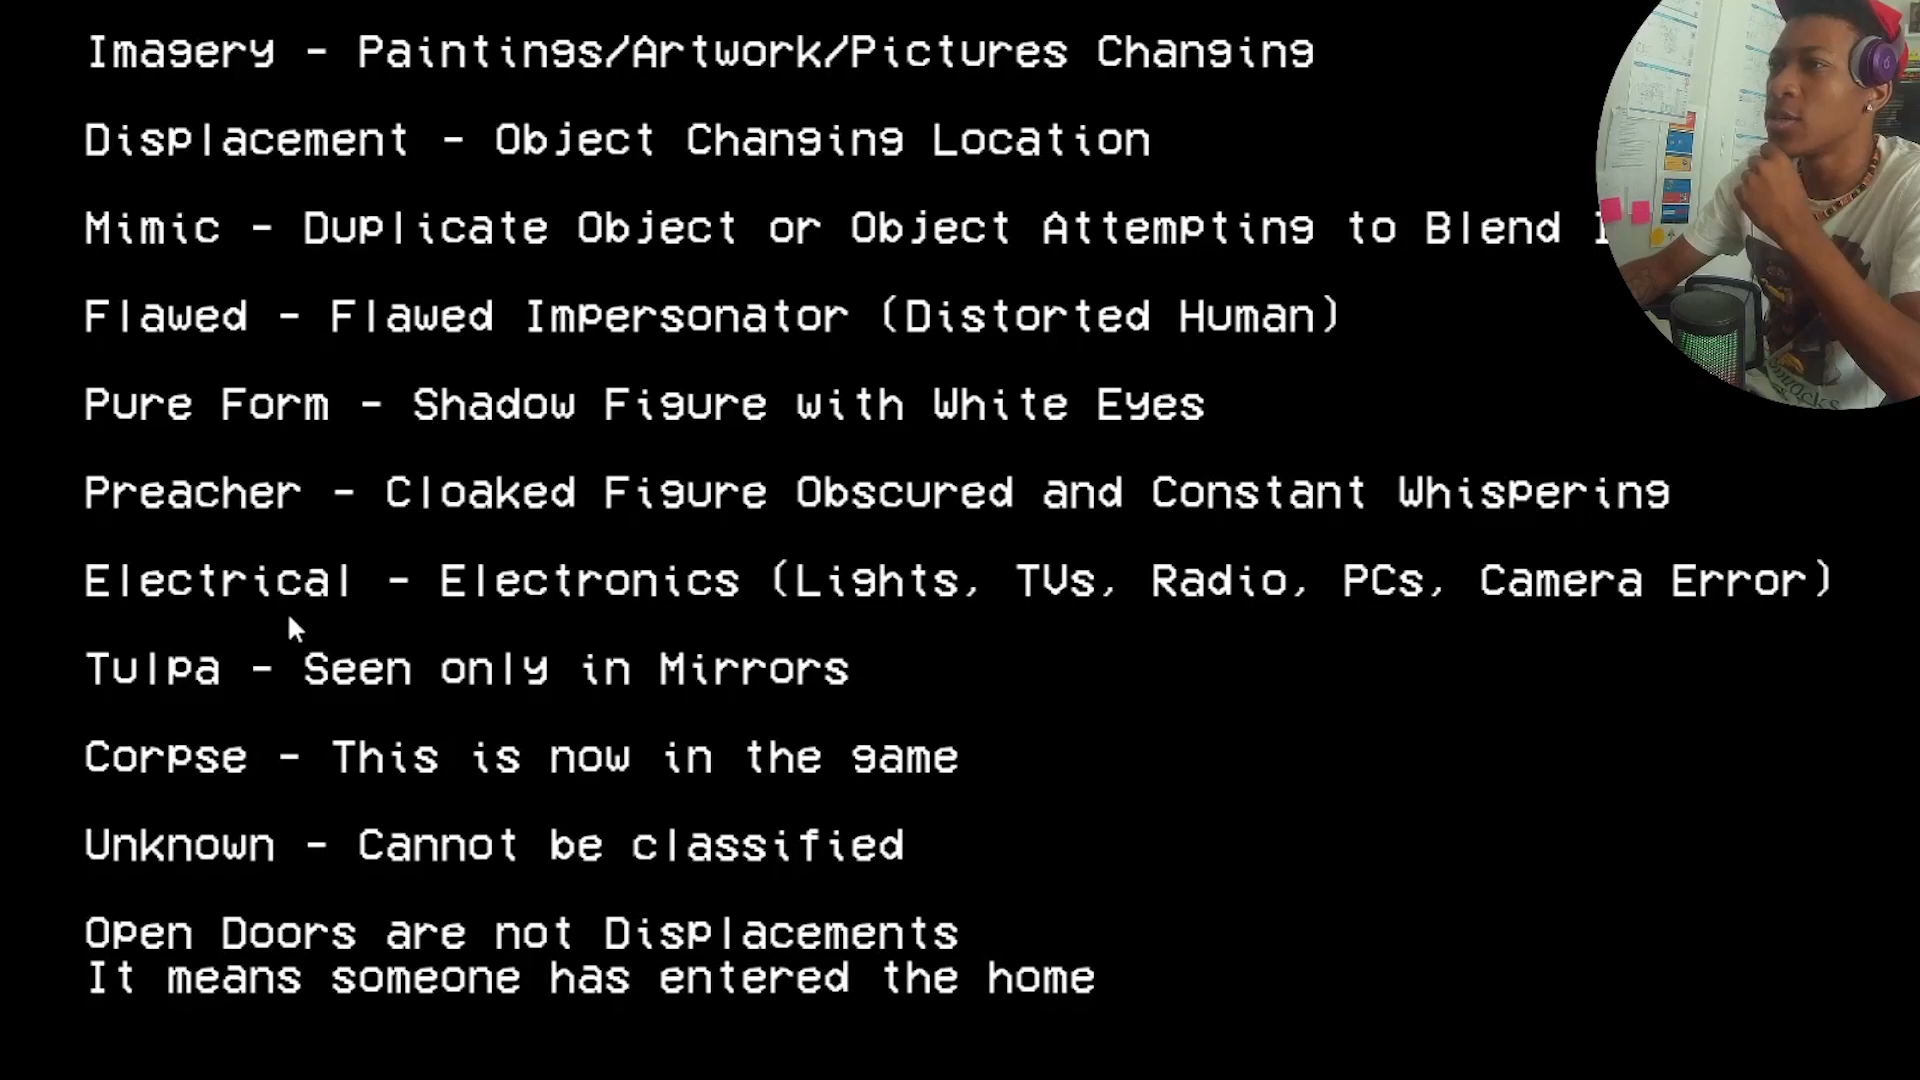 Imagery - Paintings/Artwork/Pictures Changing
Displacement - Object Changing Location
Mimic - Duplicate Object or Object Attempting to Blend
Flawed - Flawed Impersonator (Distorted Human)
Pure Form - Shadow Figure with White Eyes
Preacher - Cloaked Figure Obscured and Constant Whispering
Electrical - Electronics (Lights, TVs, Radio, PCs, Camera Error)
Tulpa - Seen only in Mirrors
Corpse - This is now in the game
Unknown - Cannot be classified
Open Doors are not Displacements
It means someone has entered the home